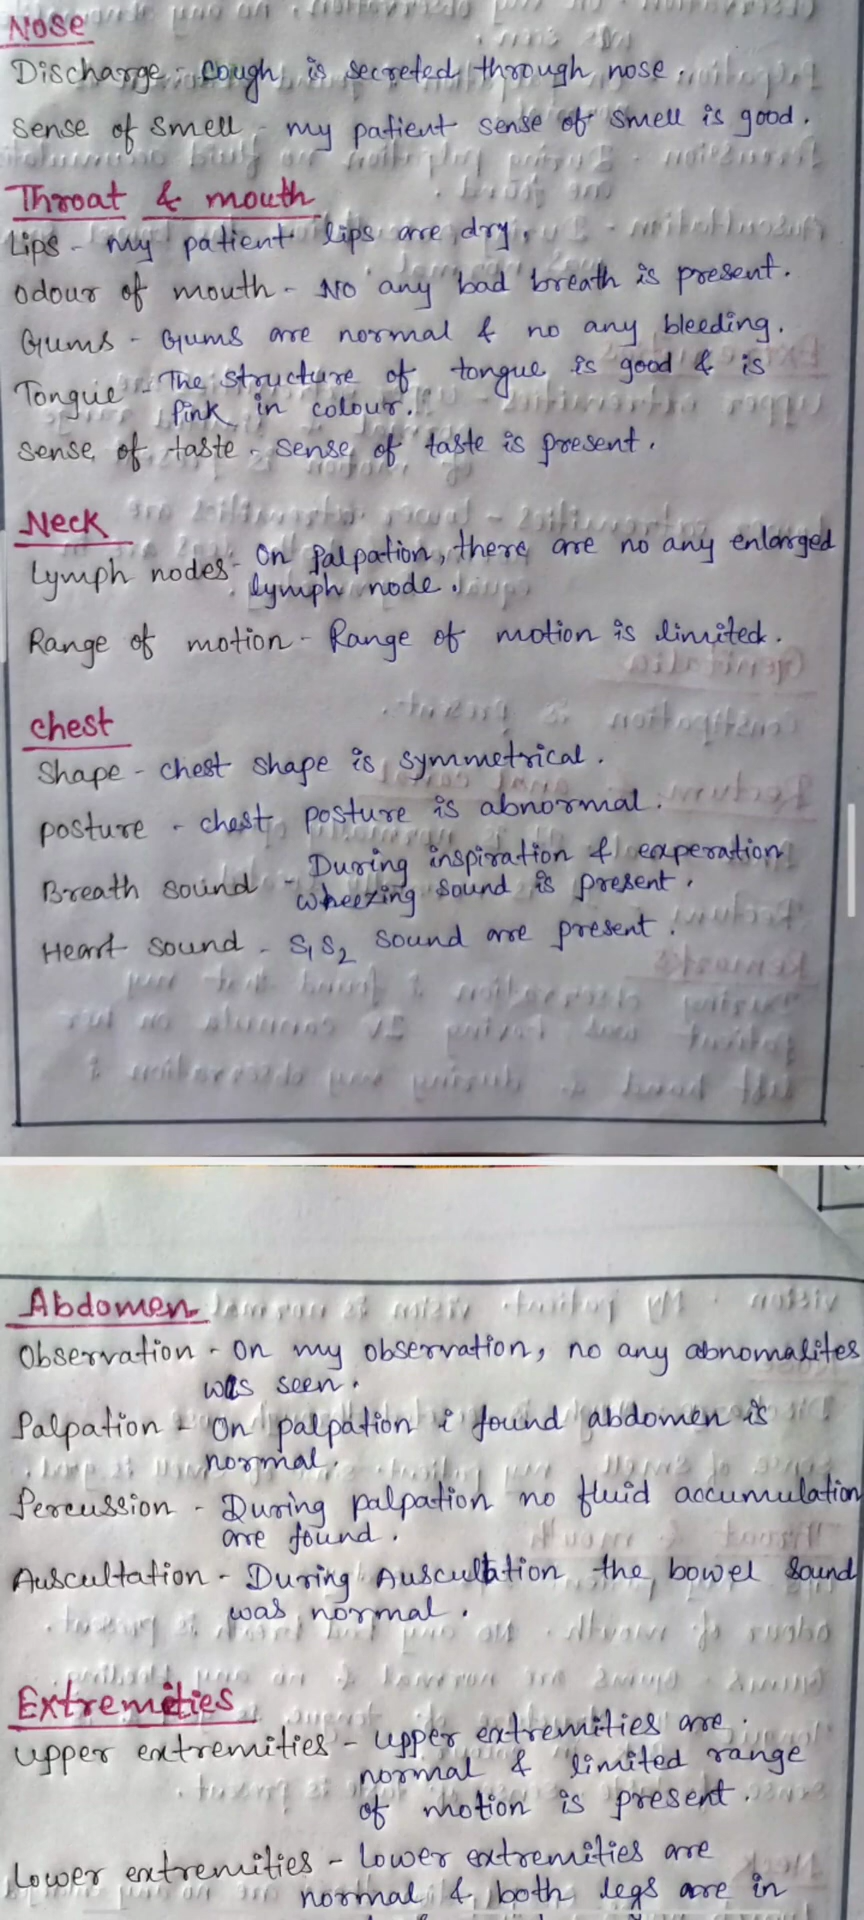 Nose
Discharge - cough is secreted through nose.
Sense of smell - my patient sense of smell is good.
Throat & mouth
Lips - my patient lips are dry.
Odour of mouth - No any bad breath is present.
Gums - Gums are normal & no any bleeding.
Tongue - The structure of tongue is good & is
pink in colour.
Sense of taste - sense of taste is present.
Neck
Lymph nodes - On palpation, there are no any enlarged
lymph node.
Range of motion - Range of motion is limited.
chest
Shape - chest shape is symmetrical.
posture - chest posture is abnormal.
Breath sound - During inspiration & experation
wheezing sound is present.
Heart sound - S1 S2 sound are present.
Abdomen
Observation - On my observation, no any abnomalites
was seen.
Palpation - On palpation i found abdomen is
normal.
Percussion - During palpation no fluid accumulation
are found.
Auscultation - During Auscultation the bowel sound
was normal.
Extremeties
upper extremities - upper extremities are
normal & limited range
of motion is present.
Lower extremities - Lower extremities are
normal & both legs are in